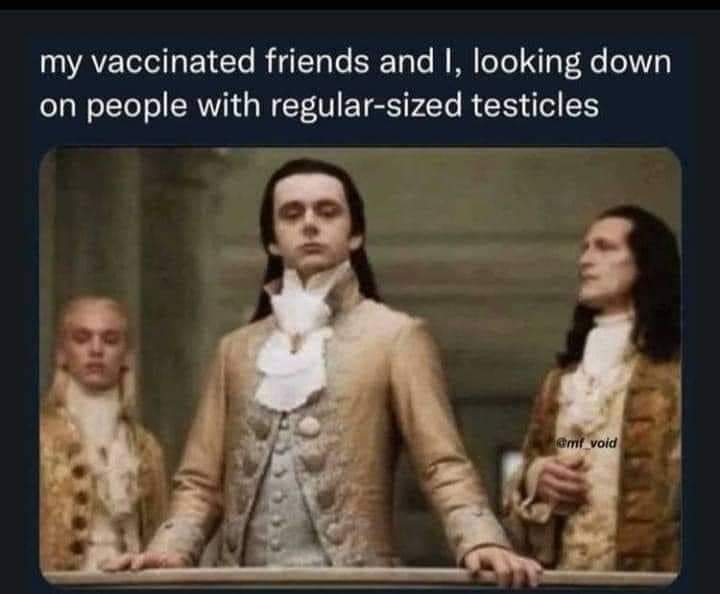 my vaccinated friends and I, looking down
on people with regular-sized testicles
@mf_void